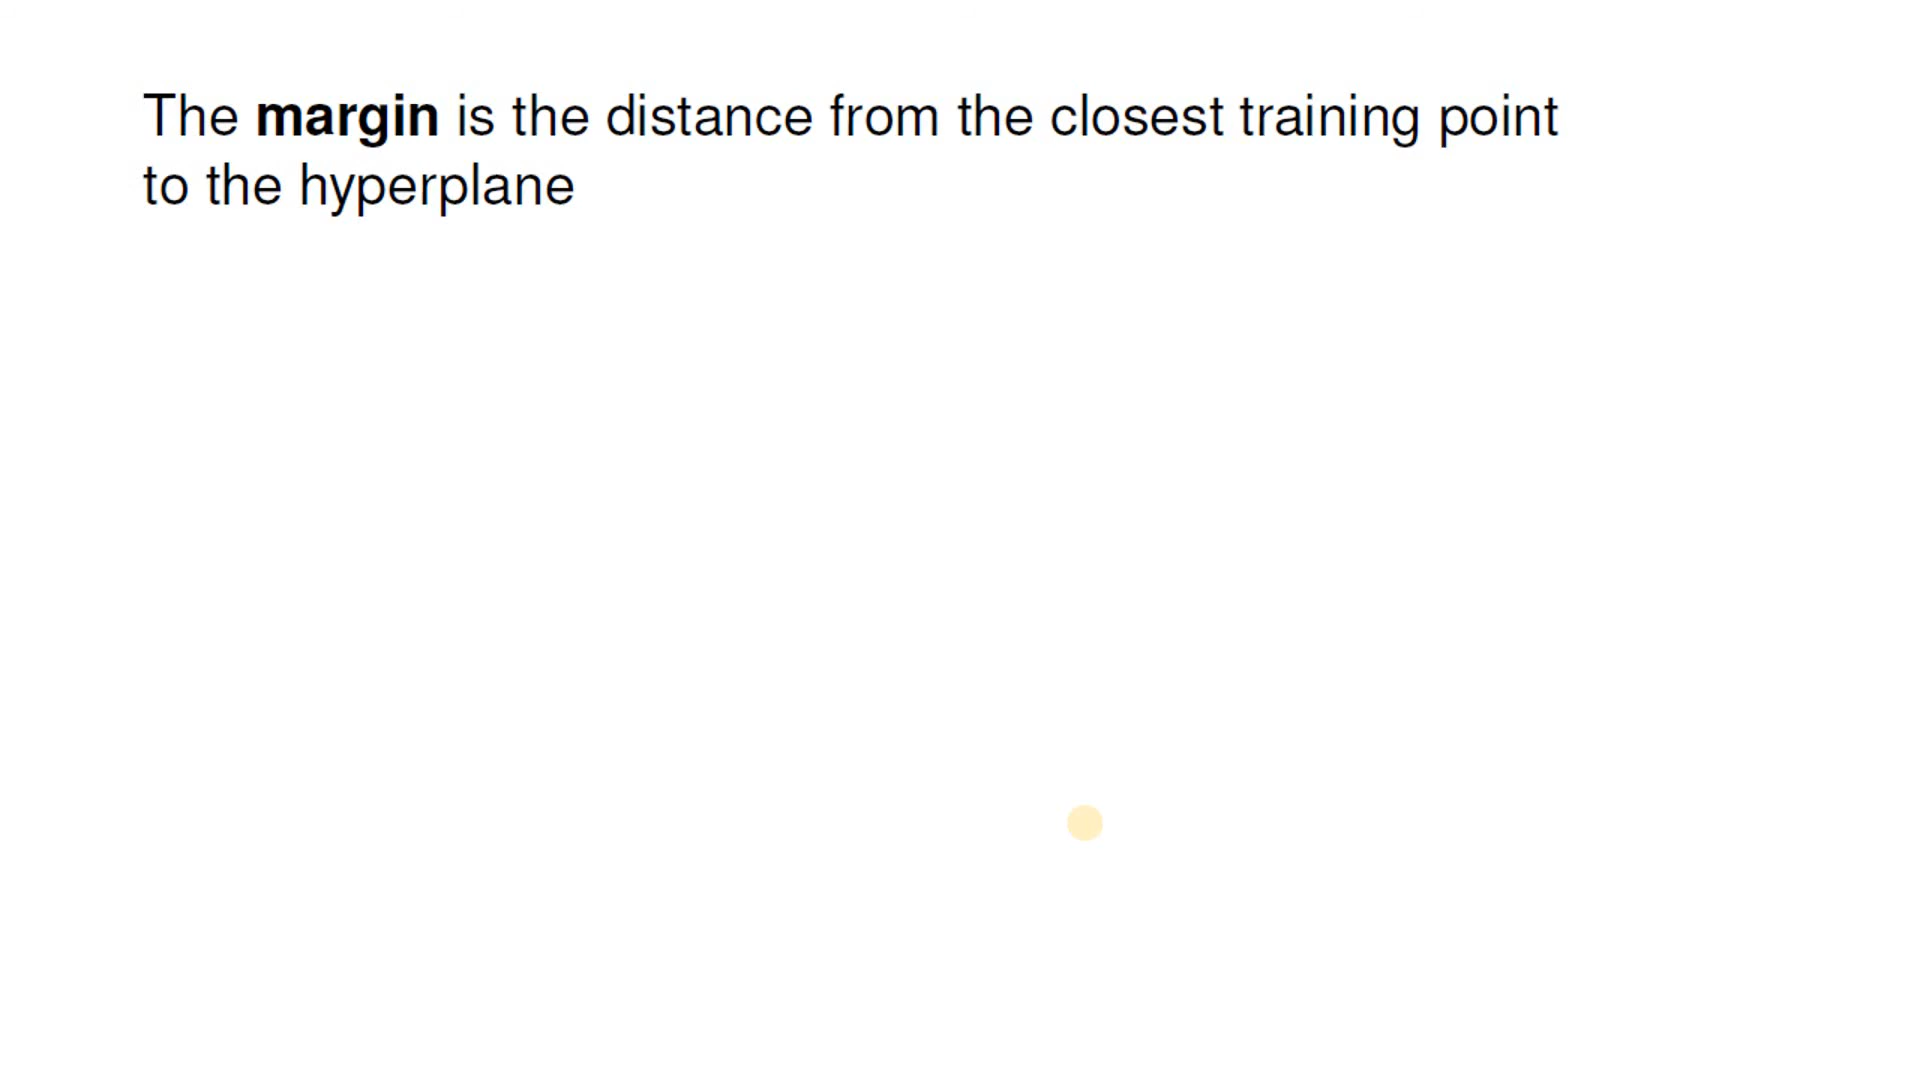 The margin is the distance from the closest training point
to the hyperplane